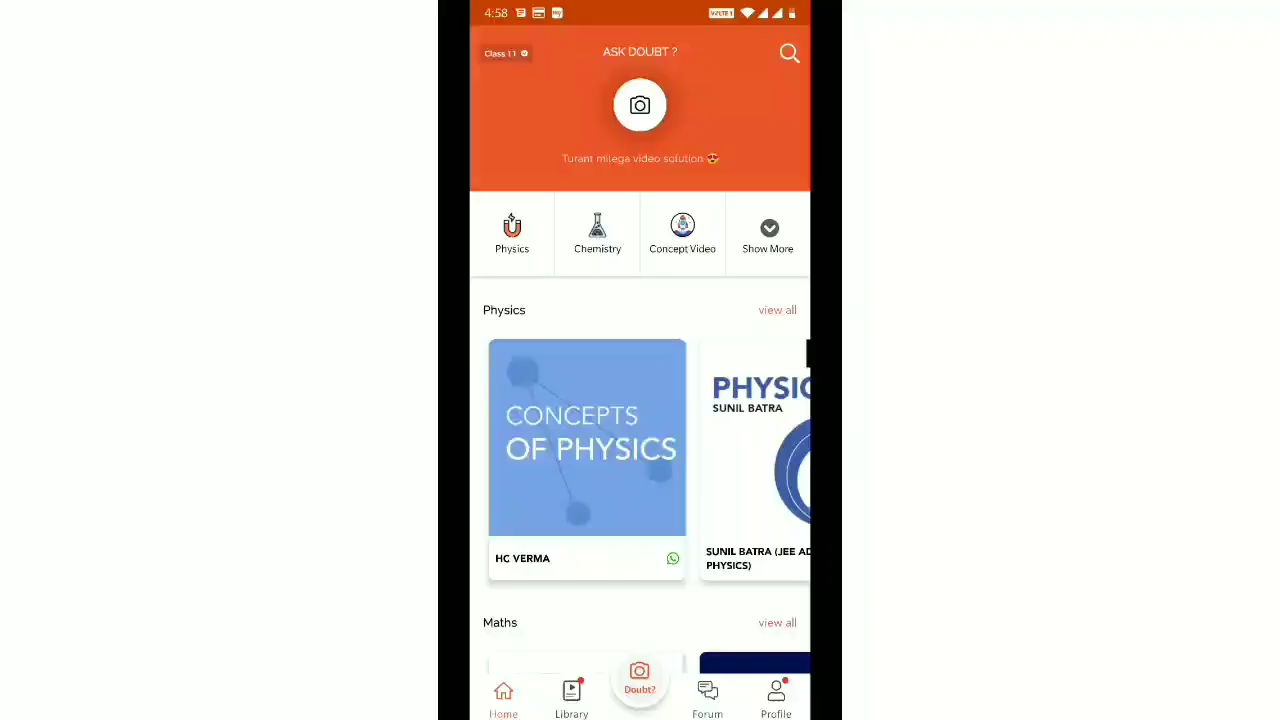 4:58
VoLTE 1
Class 11
ASK DOUBT ?
Turant milega video solution 😍
Physics
Chemistry
Concept Video
Show More
Physics
view all
CONCEPTS
OF PHYSICS
HC VERMA
PHYSIC
SUNIL BATRA
SUNIL BATRA (JEE AD
PHYSICS)
Maths
view all
Home
Library
Doubt?
Forum
Profile